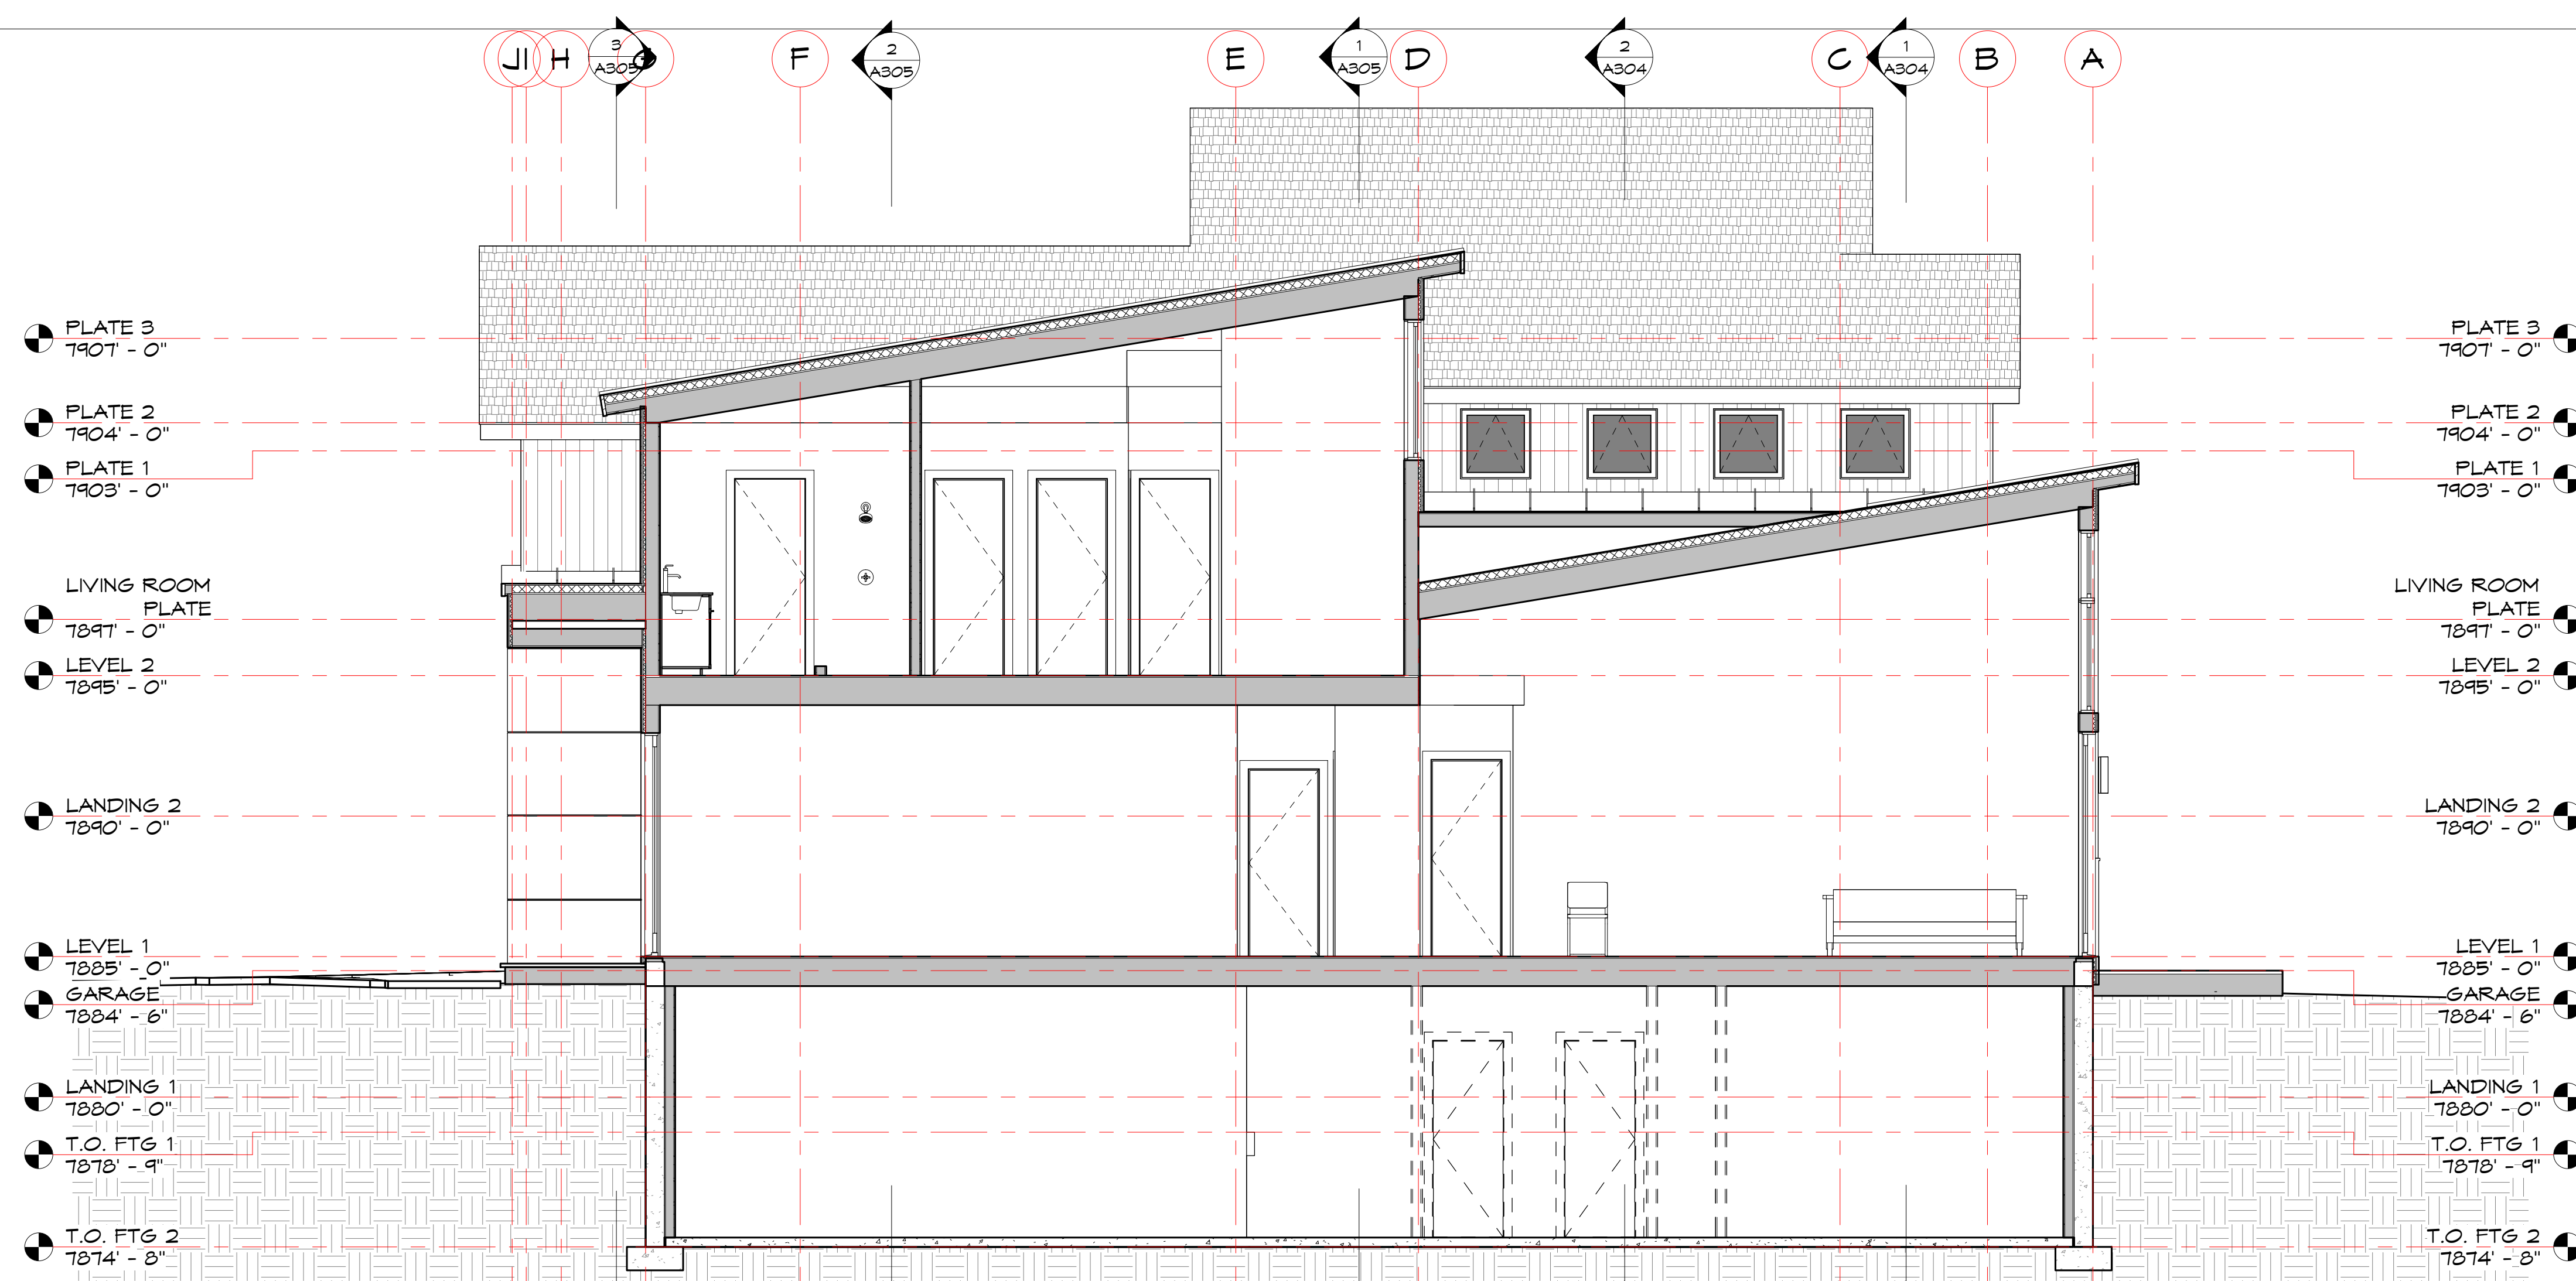 J I H 3 G F 2 E 1 D 2 C 1 B A
A305 A305 A305 A304 A304
PLATE 3
7907' - 0"
PLATE 2
7904' - 0"
PLATE 1
7903' - 0"
LIVING ROOM
PLATE
7897' - 0"
LEVEL 2
7895' - 0"
LANDING 2
7890' - 0"
LEVEL 1
7885' - 0"
GARAGE
7884' - 6"
LANDING 1
7880' - 0"
T.O. FTG 1
7878' - 9"
T.O. FTG 2
7874' - 8"
PLATE 3
7907' - 0"
PLATE 2
7904' - 0"
PLATE 1
7903' - 0"
LIVING ROOM
PLATE
7897' - 0"
LEVEL 2
7895' - 0"
LANDING 2
7890' - 0"
LEVEL 1
7885' - 0"
GARAGE
7884' - 6"
LANDING 1
7880' - 0"
T.O. FTG 1
7878' - 9"
T.O. FTG 2
7874' - 8"